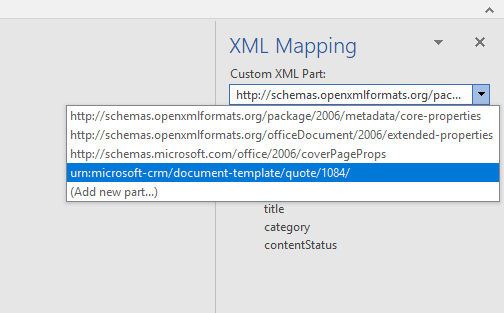 XML Mapping
Custom XML Part:
http://schemas.openxmlformats.org/pac...
http://schemas.openxmlformats.org/package/2006/metadata/core-properties
http://schemas.openxmlformats.org/officeDocument/2006/extended-properties
http://schemas.microsoft.com/office/2006/coverPageProps
urn:microsoft-crm/document-template/quote/1084/
(Add new part...)
title
category
contentStatus